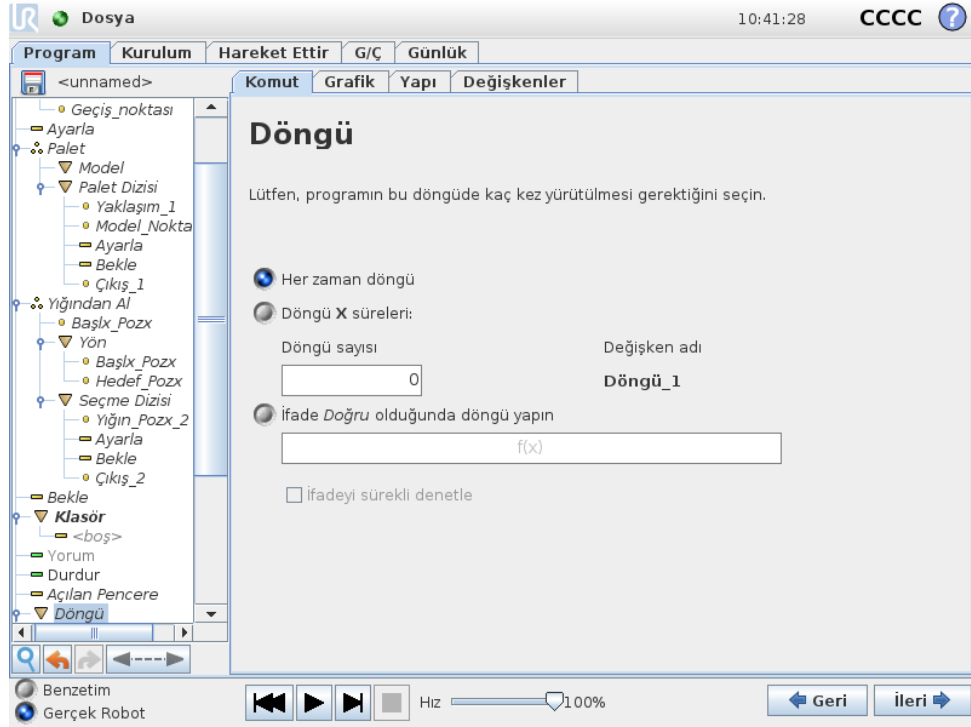 Dosya
10:41:28
CCCC
?
Program
Kurulum
Hareket Ettir
G/Ç
Günlük
<unnamed>
Komut
Grafik
Yapı
Değişkenler
Geçiş_noktası
Ayarla
Palet
Model
Palet Dizisi
Yaklaşım_1
Model_Nokta
Ayarla
Bekle
Çıkış_1
Yığından Al
Başlx_Pozx
Yön
Başlx_Pozx
Hedef_Pozx
Seçme Dizisi
Yığın_Pozx_2
Ayarla
Bekle
Çıkış_2
Bekle
Klasör
<boş>
Yorum
Durdur
Açılan Pencere
Döngü
Döngü
Lütfen, programın bu döngüde kaç kez yürütülmesi gerektiğini seçin.
Her zaman döngü
Döngü X süreleri:
Döngü sayısı
Değişken adı
0
Döngü_1
İfade Doğru olduğunda döngü yapın
f(x)
İfadeyi sürekli denetle
Benzetim
Gerçek Robot
Hız
100%
Geri
İleri